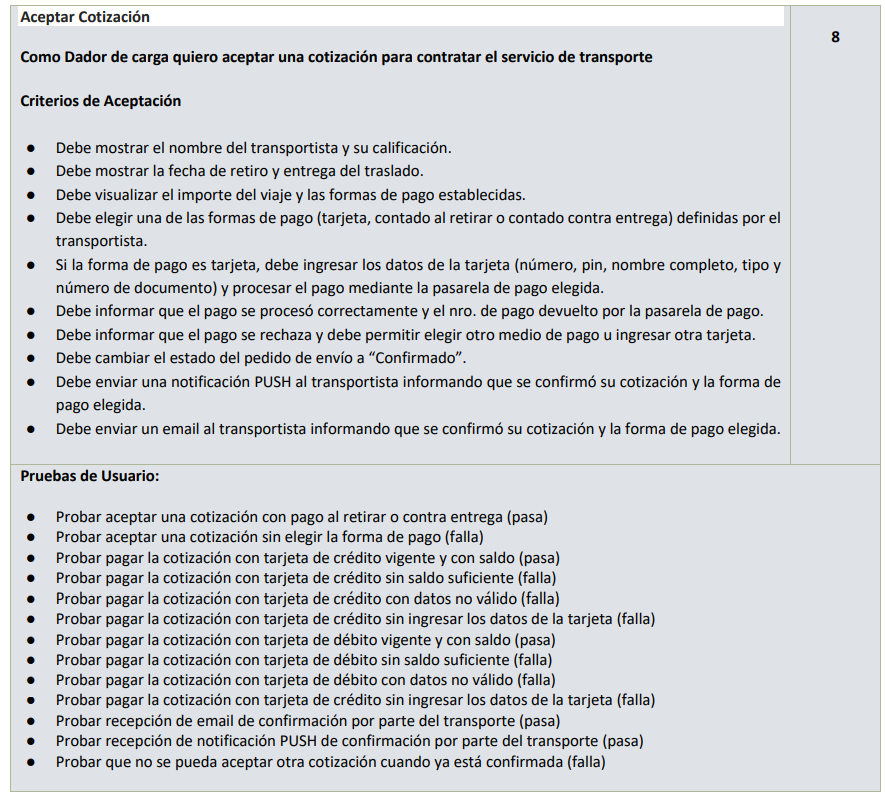 Aceptar Cotización
8
Como Dador de carga quiero aceptar una cotización para contratar el servicio de transporte
Criterios de Aceptación
● Debe mostrar el nombre del transportista y su calificación.
● Debe mostrar la fecha de retiro y entrega del traslado.
● Debe visualizar el importe del viaje y las formas de pago establecidas.
● Debe elegir una de las formas de pago (tarjeta, contado al retirar o contado contra entrega) definidas por el
transportista.
● Si la forma de pago es tarjeta, debe ingresar los datos de la tarjeta (número, pin, nombre completo, tipo y
número de documento) y procesar el pago mediante la pasarela de pago elegida.
● Debe informar que el pago se procesó correctamente y el nro. de pago devuelto por la pasarela de pago.
● Debe informar que el pago se rechaza y debe permitir elegir otro medio de pago u ingresar otra tarjeta.
● Debe cambiar el estado del pedido de envío a “Confirmado”.
● Debe enviar una notificación PUSH al transportista informando que se confirmó su cotización y la forma de
pago elegida.
● Debe enviar un email al transportista informando que se confirmó su cotización y la forma de pago elegida.
Pruebas de Usuario:
● Probar aceptar una cotización con pago al retirar o contra entrega (pasa)
● Probar aceptar una cotización sin elegir la forma de pago (falla)
● Probar pagar la cotización con tarjeta de crédito vigente y con saldo (pasa)
● Probar pagar la cotización con tarjeta de crédito sin saldo suficiente (falla)
● Probar pagar la cotización con tarjeta de crédito con datos no válido (falla)
● Probar pagar la cotización con tarjeta de crédito sin ingresar los datos de la tarjeta (falla)
● Probar pagar la cotización con tarjeta de débito vigente y con saldo (pasa)
● Probar pagar la cotización con tarjeta de débito sin saldo suficiente (falla)
● Probar pagar la cotización con tarjeta de débito con datos no válido (falla)
● Probar pagar la cotización con tarjeta de crédito sin ingresar los datos de la tarjeta (falla)
● Probar recepción de email de confirmación por parte del transporte (pasa)
● Probar recepción de notificación PUSH de confirmación por parte del transporte (pasa)
● Probar que no se pueda aceptar otra cotización cuando ya está confirmada (falla)